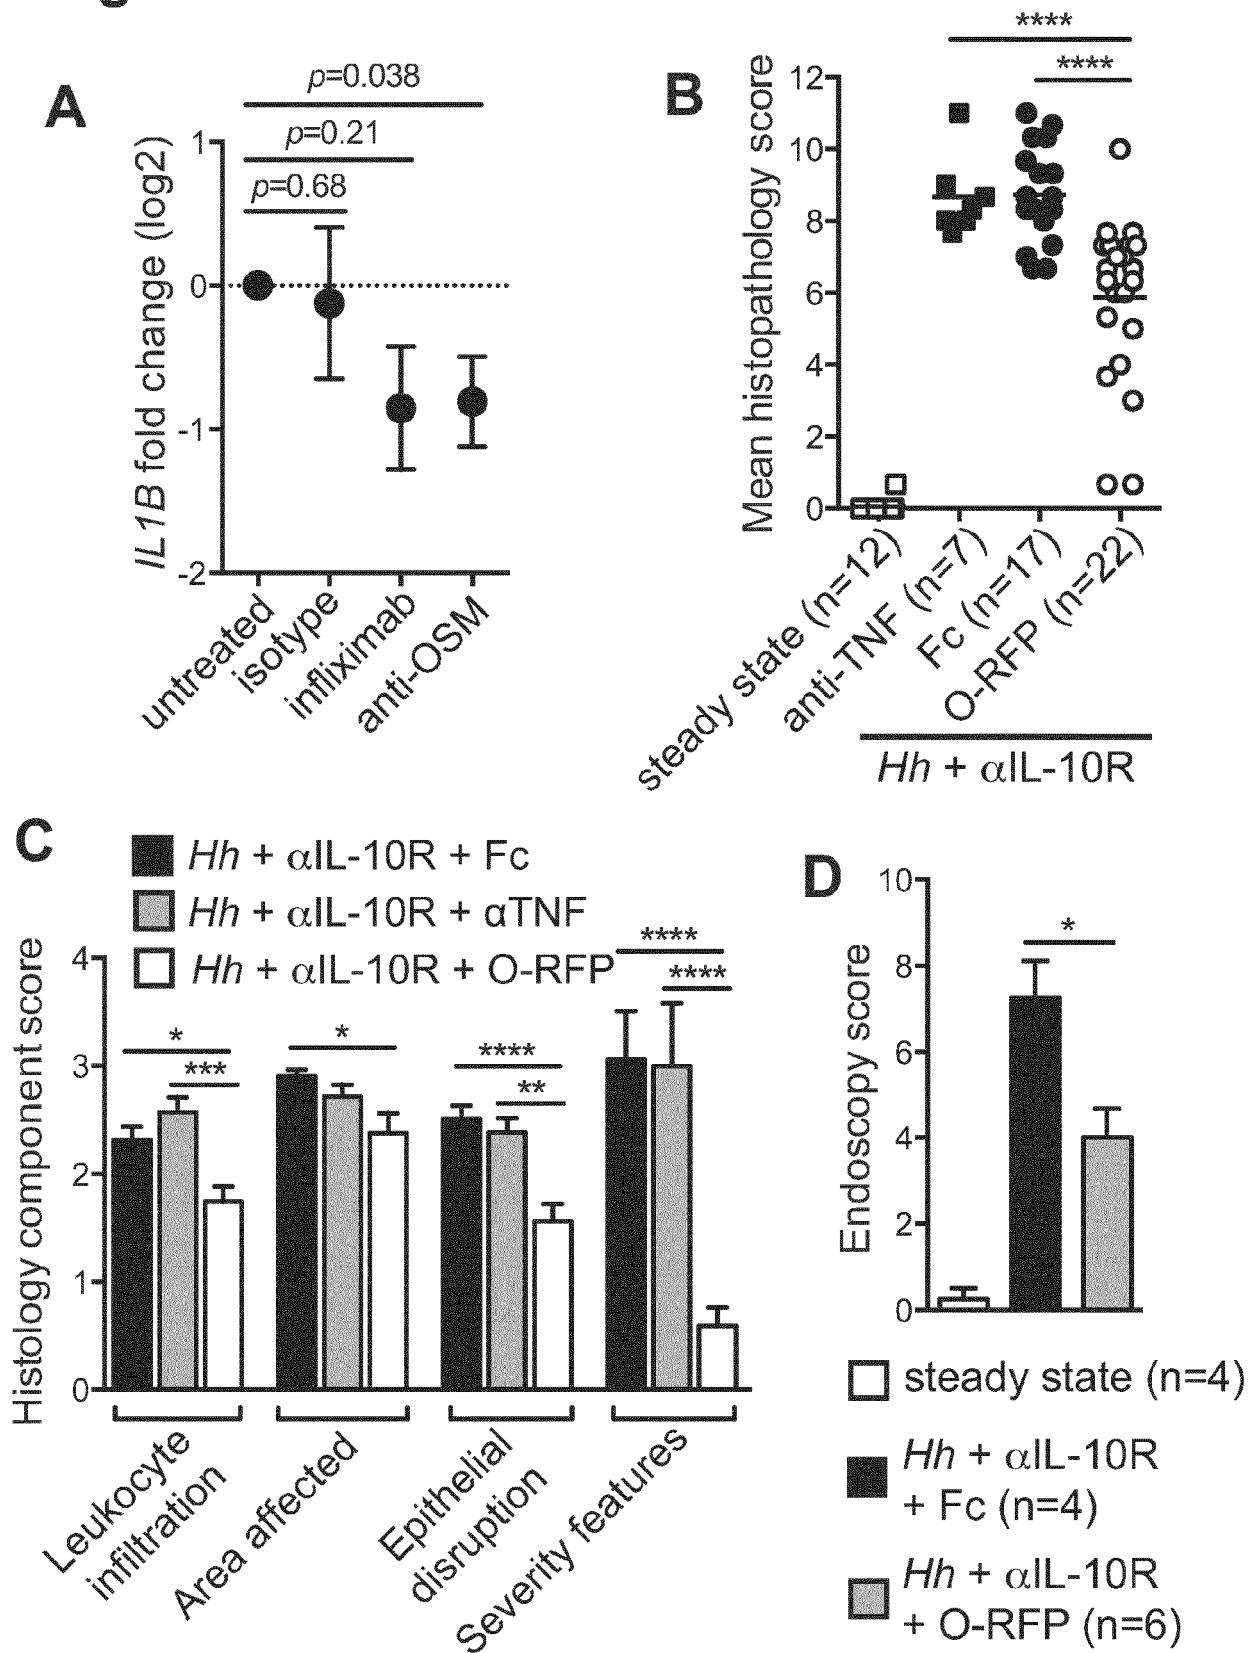 A
p=0.038
p=0.21
p=0.68
IL1B fold change (log2)
1
0
-1
-2
untreated
isotype
infliximab
anti-OSM
B
****
****
Mean histopathology score
12
10
8
6
4
2
0
steady state (n=12)
anti-TNF (n=7)
Fc (n=17)
O-RFP (n=22)
Hh + αIL-10R
C
Hh + αIL-10R + Fc
Hh + αIL-10R + αTNF
Hh + αIL-10R + O-RFP
Histology component score
4
3
2
1
0
*
***
*
****
**
****
****
Leukocyte
infiltration
Area affected
Epithelial
disruption
Severity features
D
Endoscopy score
10
8
6
4
2
0
*
steady state (n=4)
Hh + αIL-10R
+ Fc (n=4)
Hh + αIL-10R
+ O-RFP (n=6)